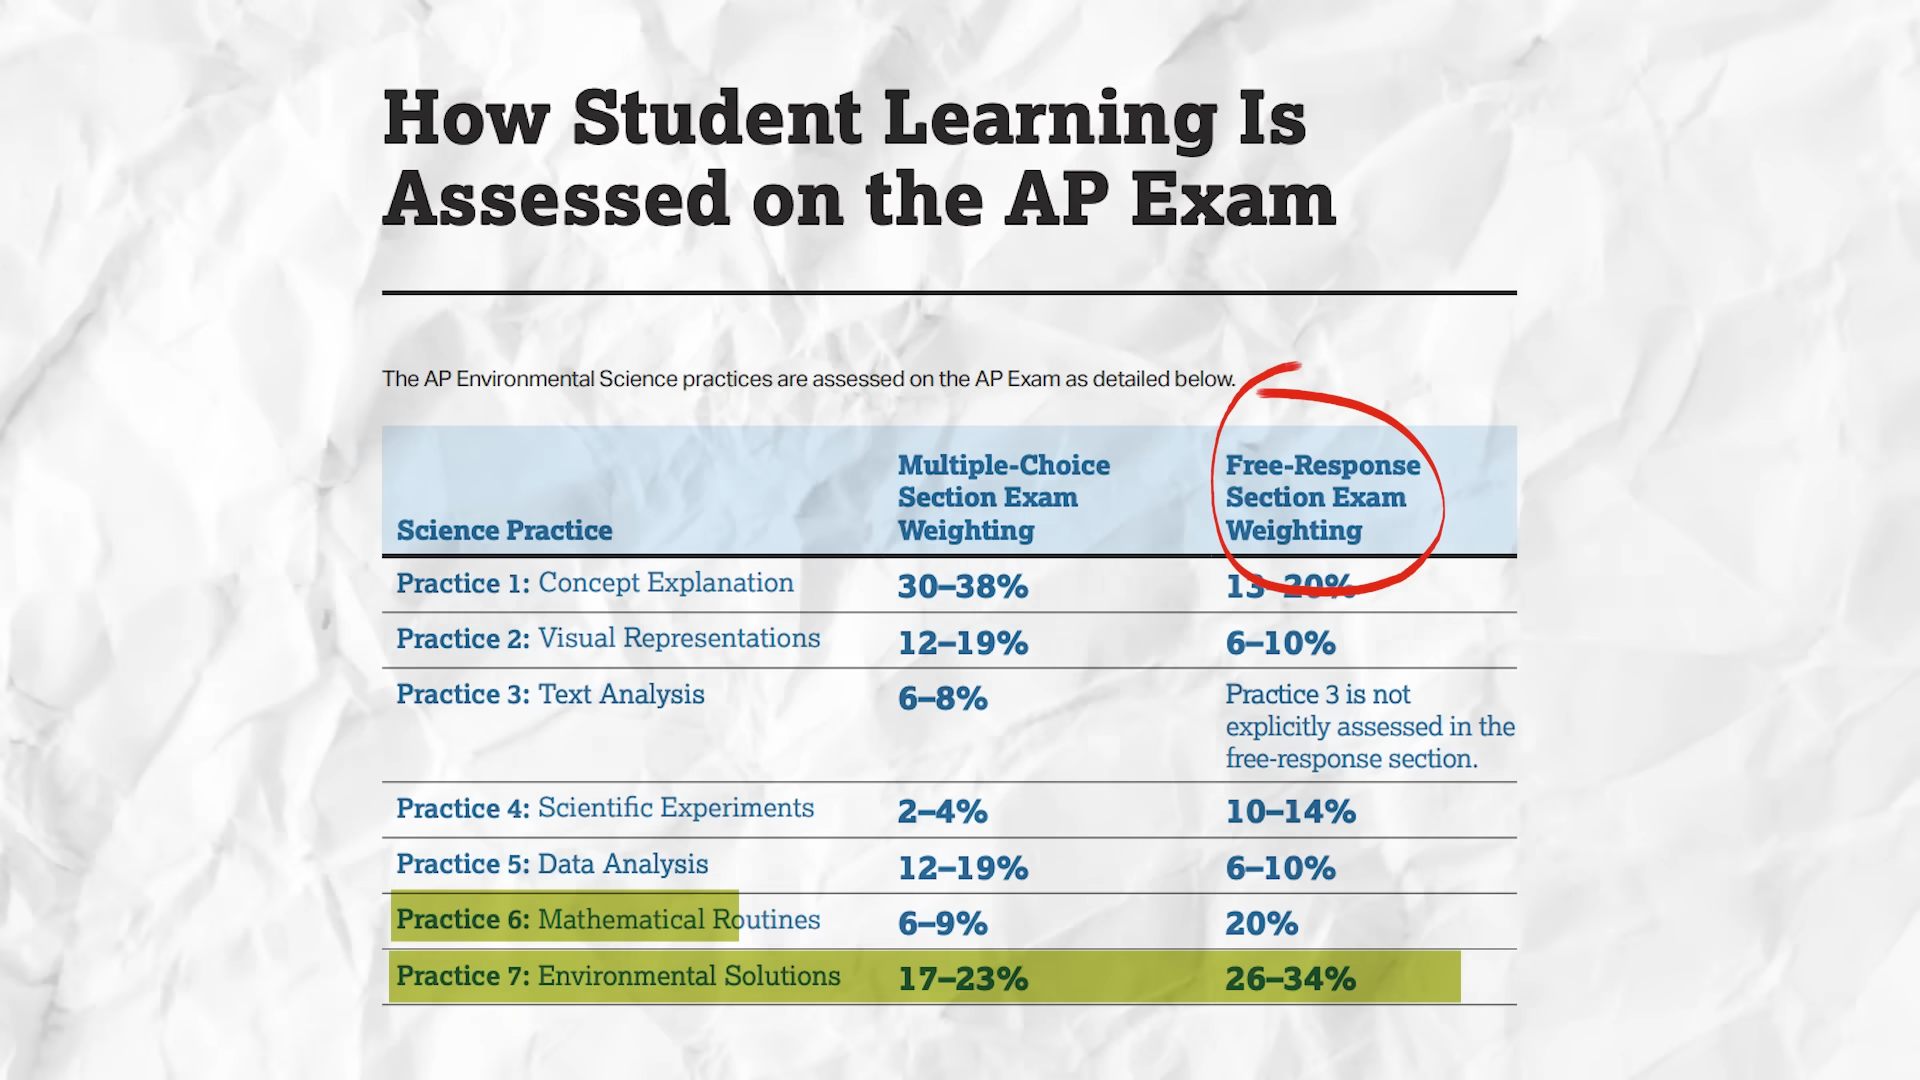 How Student Learning Is
Assessed on the AP Exam
The AP Environmental Science practices are assessed on the AP Exam as detailed below.
Science Practice
Multiple-Choice
Section Exam
Weighting
Free-Response
Section Exam
Weighting
Practice 1: Concept Explanation 30–38% 13–20%
Practice 2: Visual Representations 12–19% 6–10%
Practice 3: Text Analysis 6–8% Practice 3 is not
explicitly assessed in the
free-response section.
Practice 4: Scientific Experiments 2–4% 10–14%
Practice 5: Data Analysis 12–19% 6–10%
Practice 6: Mathematical Routines 6–9% 20%
Practice 7: Environmental Solutions 17–23% 26–34%